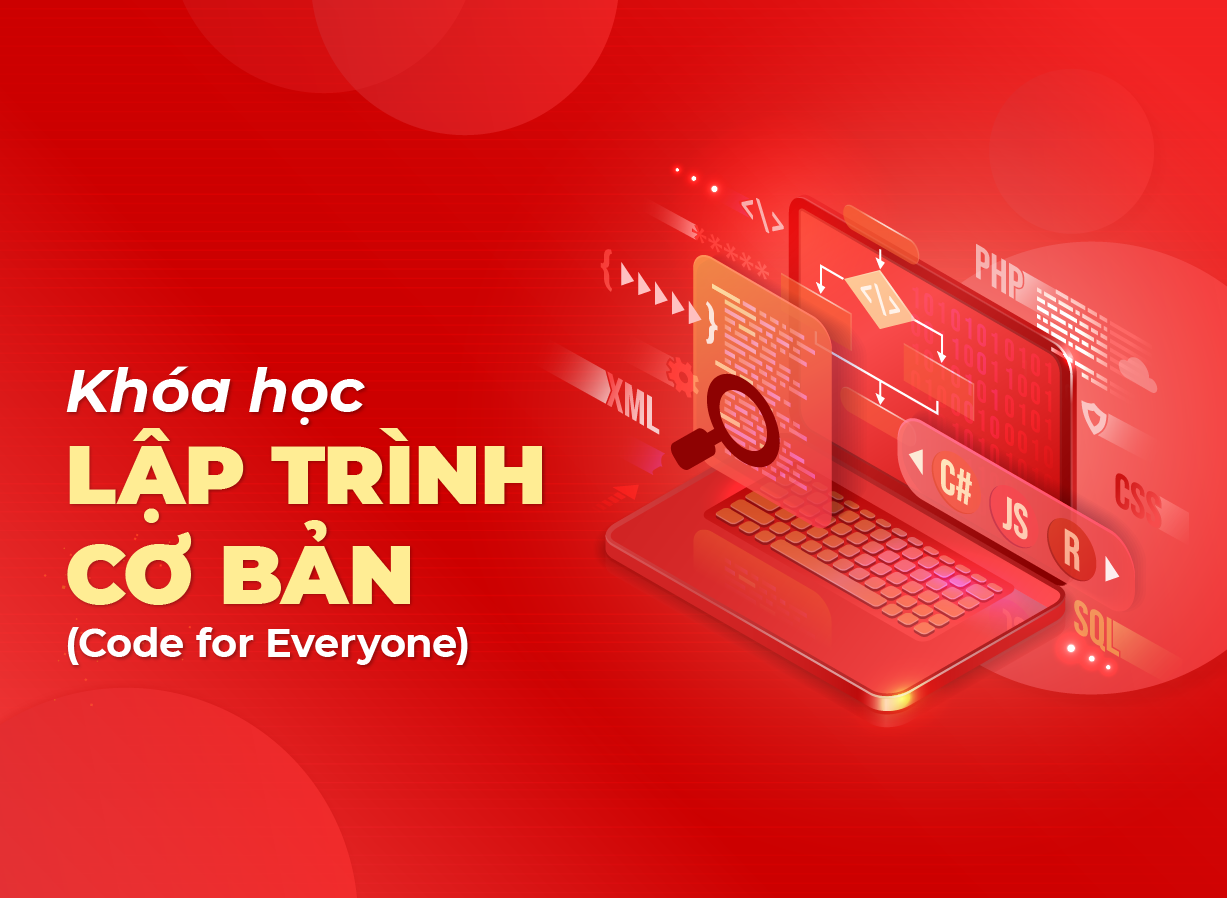 Khóa học
LẬP TRÌNH
CƠ BẢN
(Code for Everyone)
</>
*****
{
}
</>
PHP
XML
CSS
C#
JS
R
SQL